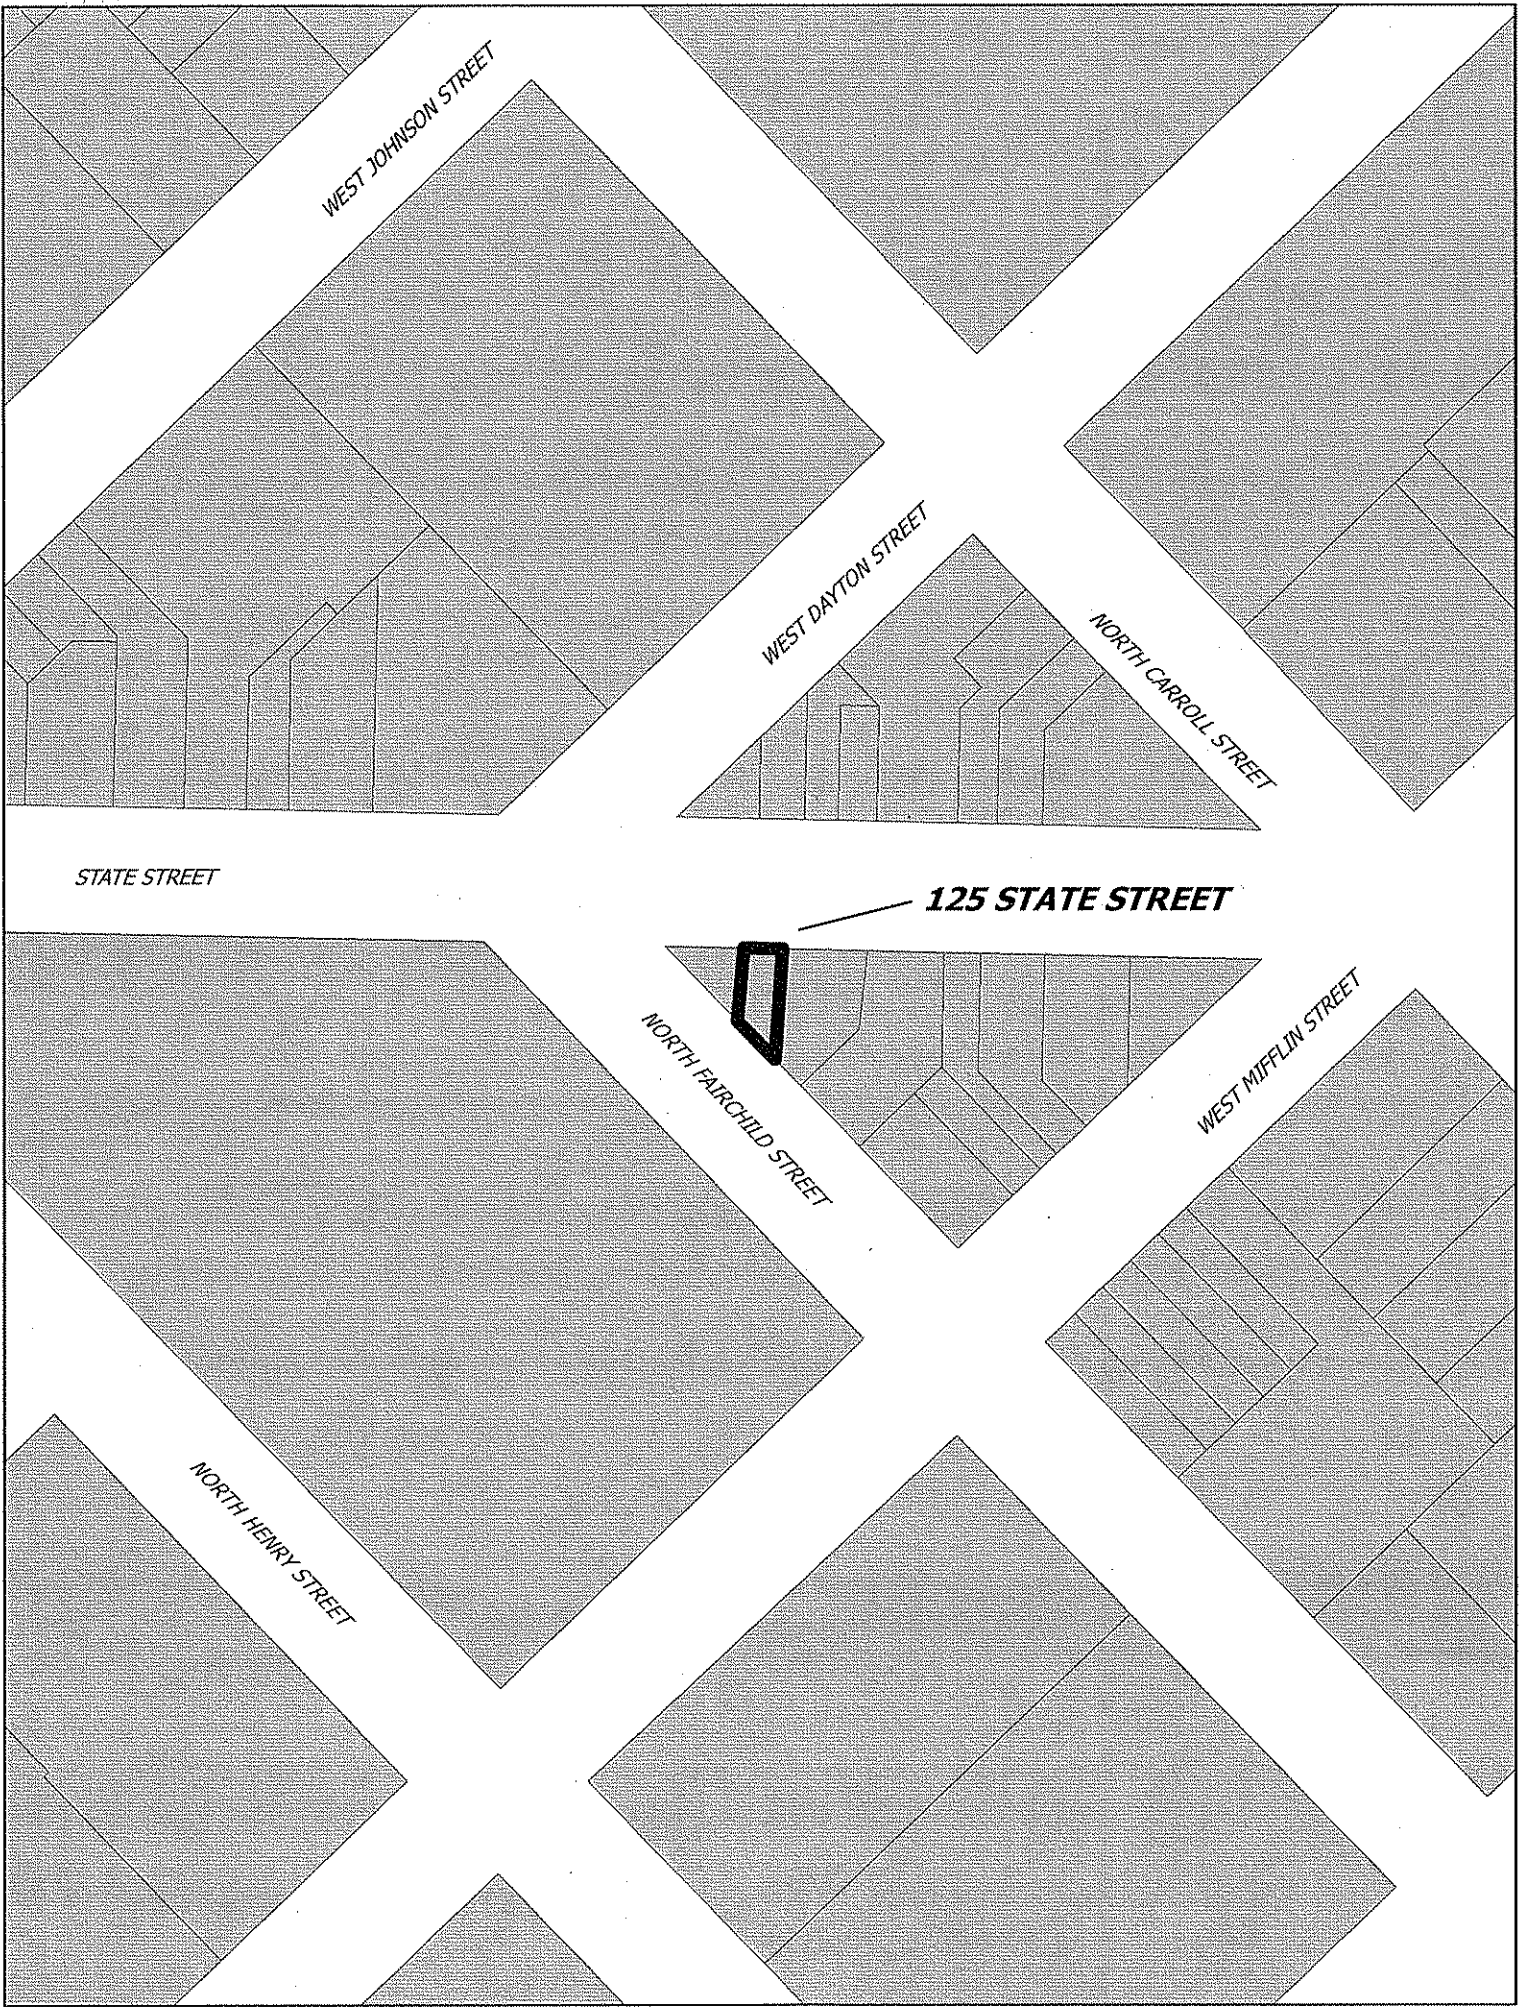 WEST JOHNSON STREET
WEST DAYTON STREET
NORTH CARROLL STREET
STATE STREET
125 STATE STREET
WEST MIFFLIN STREET
NORTH FAIRCHILD STREET
NORTH HENRY STREET